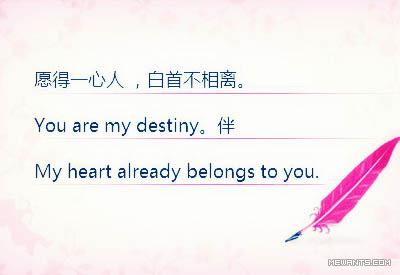 愿得一心人 ，白首不相离。
You are my destiny。伴
My heart already belongs to you.
MEWANTS.COM